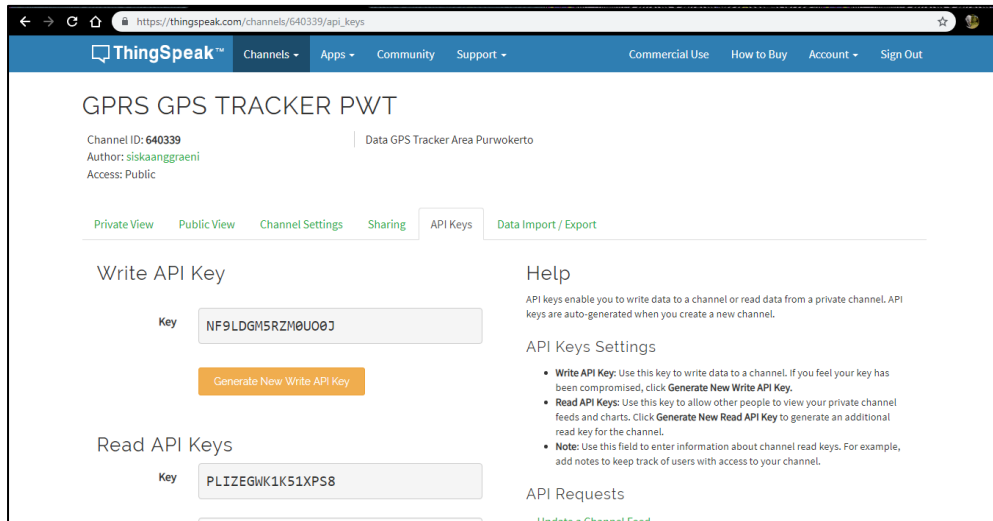 https://thingspeak.com/channels/640339/api_keys
ThingSpeak™ Channels Apps Community Support Commercial Use How to Buy Account Sign Out
GPRS GPS TRACKER PWT
Channel ID: 640339
Author: siskaanggraeni
Access: Public
Data GPS Tracker Area Purwokerto
Private View Public View Channel Settings Sharing API Keys Data Import / Export
Write API Key
Key NF9LDGM5RZM0UO0J
Generate New Write API Key
Read API Keys
Key PLIZEGWK1K51XPS8
Help
API keys enable you to write data to a channel or read data from a private channel. API
keys are auto-generated when you create a new channel.
API Keys Settings
• Write API Key: Use this key to write data to a channel. If you feel your key has
been compromised, click Generate New Write API Key.
• Read API Keys: Use this key to allow other people to view your private channel
feeds and charts. Click Generate New Read API Key to generate an additional
read key for the channel.
• Note: Use this field to enter information about channel read keys. For example,
add notes to keep track of users with access to your channel.
API Requests
Update a Channel Feed